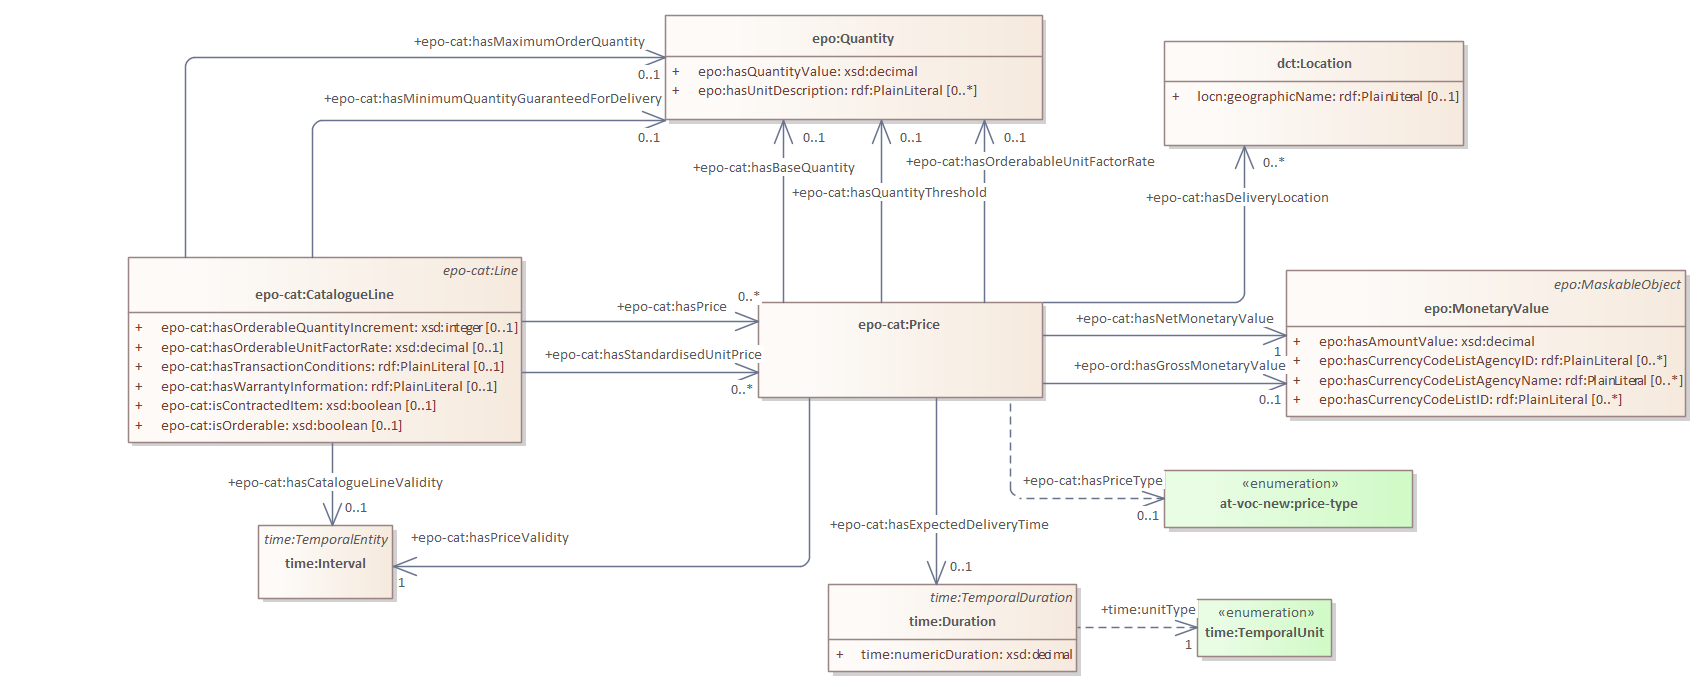 +epo-cat:hasMaximumOrderQuantity
0..1
+epo-cat:hasMinimumQuantityGuaranteedForDelivery
0..1
epo:Quantity
+ epo:hasQuantityValue: xsd:decimal
+ epo:hasUnitDescription: rdf:PlainLiteral [0..*]
dct:Location
+ locn:geographicName: rdf:PlainLiteral [0..1]
0..1
0..1
0..1
+epo-cat:hasBaseQuantity
+epo-cat:hasQuantityThreshold
+epo-cat:hasOrderabableUnitFactorRate
0..*
+epo-cat:hasDeliveryLocation
epo-cat:Line
epo-cat:CatalogueLine
+ epo-cat:hasOrderableQuantityIncrement: xsd:integer [0..1]
+ epo-cat:hasOrderableUnitFactorRate: xsd:decimal [0..1]
+ epo-cat:hasTransactionConditions: rdf:PlainLiteral [0..1]
+ epo-cat:hasWarrantyInformation: rdf:PlainLiteral [0..1]
+ epo-cat:isContractedItem: xsd:boolean [0..1]
+ epo-cat:isOrderable: xsd:boolean [0..1]
0..*
+epo-cat:hasPrice
+epo-cat:hasStandardisedUnitPrice
0..*
epo-cat:Price
+epo-cat:hasNetMonetaryValue
1
+epo-ord:hasGrossMonetaryValue
0..1
epo:MaskableObject
epo:MonetaryValue
+ epo:hasAmountValue: xsd:decimal
+ epo:hasCurrencyCodeListAgencyID: rdf:PlainLiteral [0..*]
+ epo:hasCurrencyCodeListAgencyName: rdf:PlainLiteral [0..*]
+ epo:hasCurrencyCodeListID: rdf:PlainLiteral [0..*]
+epo-cat:hasCatalogueLineValidity
0..1
time:TemporalEntity
time:Interval
+epo-cat:hasPriceValidity
1
+epo-cat:hasExpectedDeliveryTime
0..1
+epo-cat:hasPriceType
0..1
«enumeration»
at-voc-new:price-type
time:TemporalDuration
time:Duration
+ time:numericDuration: xsd:decimal
+time:unitType
1
«enumeration»
time:TemporalUnit